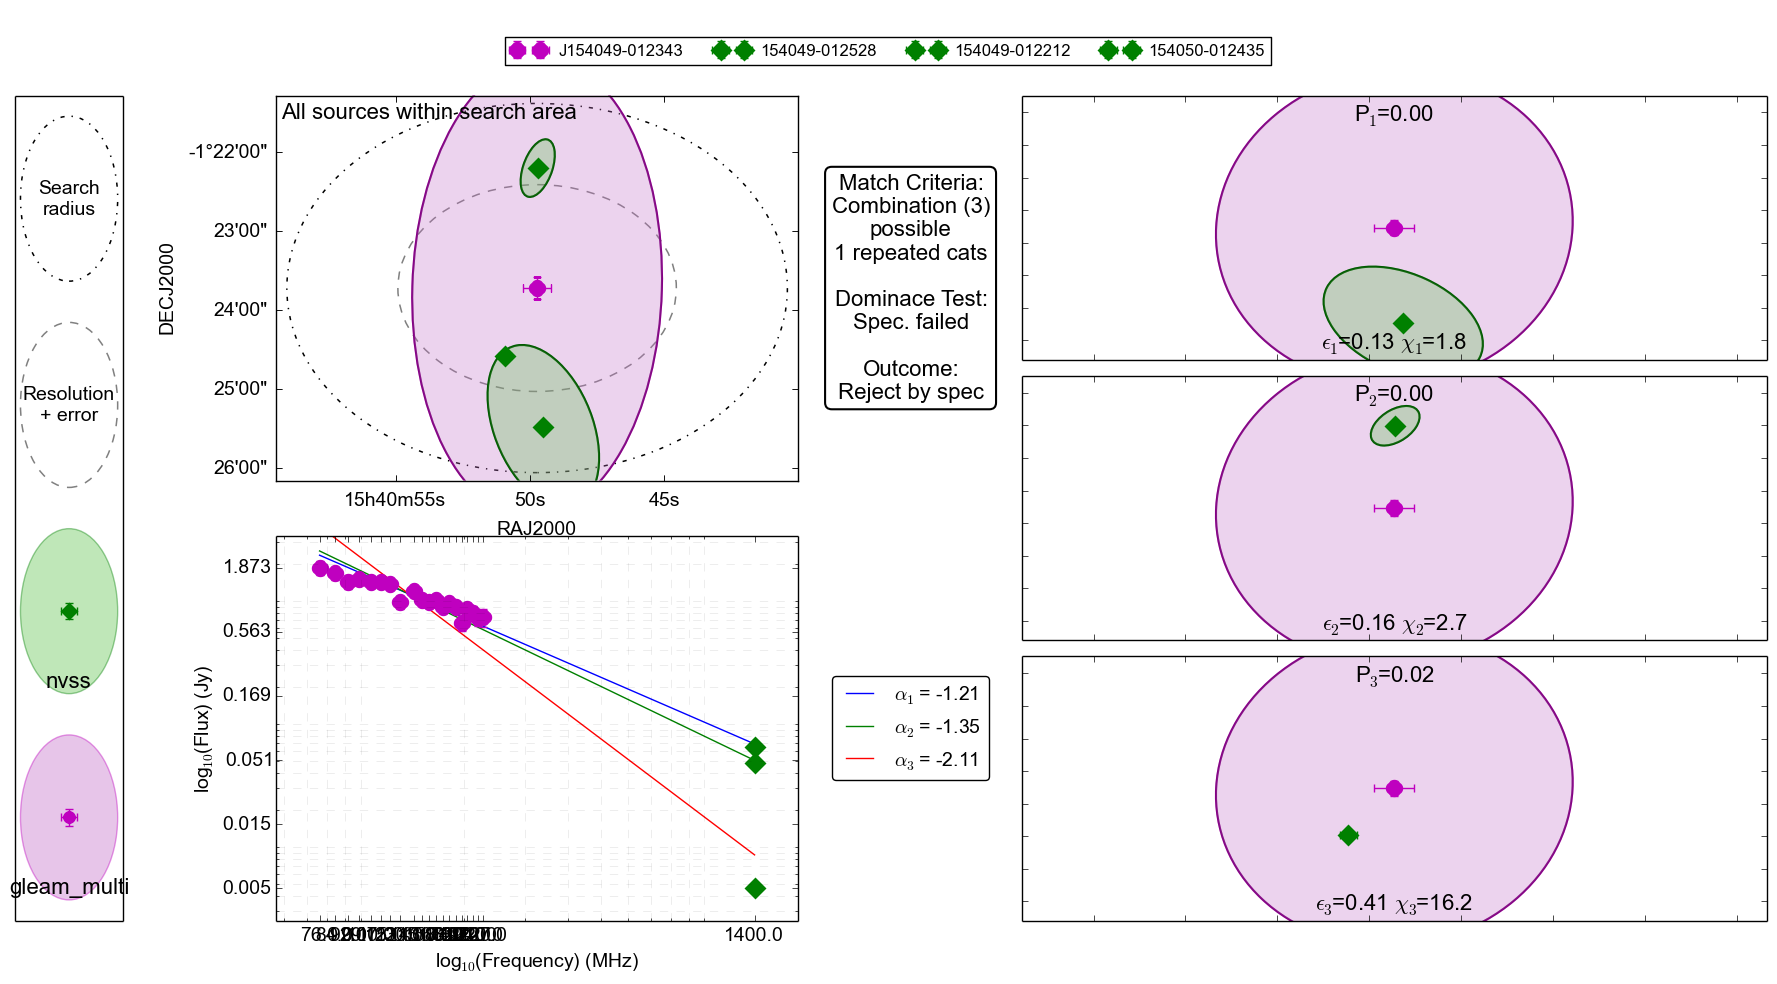 J154049-012343 154049-012528 154049-012212 154050-012435
Search
radius
Resolution
+ error
nvss
gleam_multi
All sources within search area
DECJ2000
-1°22'00"
23'00"
24'00"
25'00"
26'00"
15h40m55s 50s 45s
RAJ2000
Match Criteria:
Combination (3)
possible
1 repeated cats
Dominace Test:
Spec. failed
Outcome:
Reject by spec
log10(Flux) (Jy)
1.873
0.563
0.169
0.051
0.015
0.005
1400.0
log10(Frequency) (MHz)
α1 = -1.21
α2 = -1.35
α3 = -2.11
P1=0.00
ϵ1=0.13 χ1=1.8
P2=0.00
ϵ2=0.16 χ2=2.7
P3=0.02
ϵ3=0.41 χ3=16.2